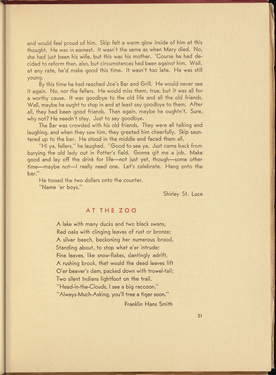 and would feel proud of him. Skip felt a warm glow inside of him at this
thought. He was in earnest. It wasn't the same as when Mary died. No,
she had just been his wife, but this was his mother. 'Course he had de-
cided to reform then, also, but circumstances had been against him. Well,
at any rate, he'd make good this time. It wasn't too late. He was still
young.
By this time he had reached Joe's Bar and Grill. He would never see
it again. No, nor the fellers. He would miss them, true, but it was all for
a worthy cause. It was goodbye to the old life and all the old friends.
Wall, maybe he ought to stop in and at least say goodbye to them. After
all, they had been good friends. Then again, maybe he oughtn't. Sure,
why not? He needn't stay. Just to say goodbye.
The Bar was crowded with his old friends. They were all talking and
laughing, and when they saw him, they greeted him cheerfully. Skip saun-
tered up to the bar. He stood in the middle and faced them all.
"Hi ye, fellers," he laughed. "Good to see ya. Just came back from
burying the old lady out in Potter's field. Gonna git me a job. Make
good and lay off the drink for life—not just yet, though—some other
time—maybe not—I really need one. Let's celebrate. Hang onto the
bar."
He tossed the two dollars onto the counter.
"Name 'er boys."
Shirley St. Luce
AT THE ZOO
A lake with many ducks and two black swans,
Red oaks with clinging leaves of rust or bronze;
A silver beech, beckoning her numerous brood,
Standing about, to stop what e'er intrude;
Fine leaves, like snow-flakes, slantingly adrift,
A rushing brook, that would the dead leaves lift
O'er beaver's dam, packed down with trowel-tail;
Two silent Indians lightfoot on the trail.
"Head-in-the-Clouds, I see a big raccoon."
"Always-Much-Asking, you'll tree a tiger soon."
Franklin Hans Smith
31